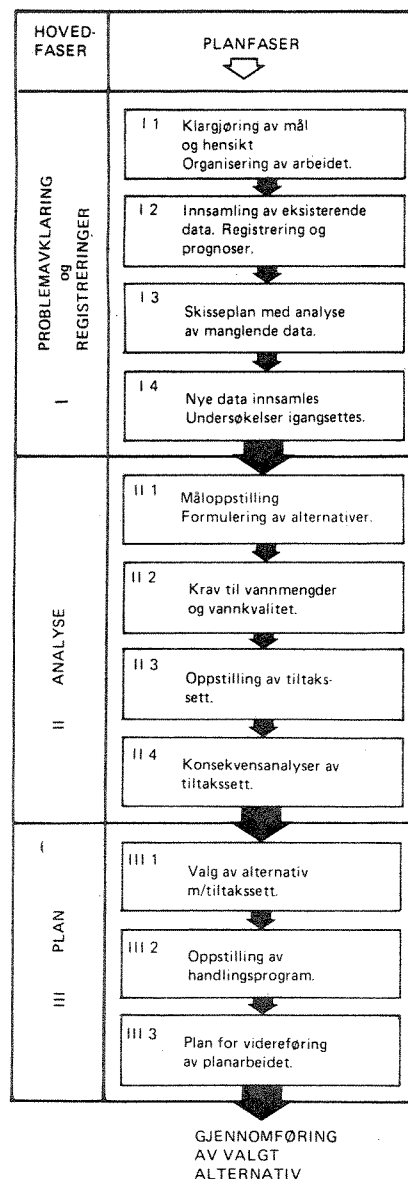 HOVED-
FASER
PLANFASER
PROBLEMAVKLARING
og
REGISTRERINGER
I
I 1 Klargjøring av mål
og hensikt
Organisering av arbeidet.
I 2 Innsamling av eksisterende
data. Registrering og
prognoser.
I 3 Skisseplan med analyse
av manglende data.
I 4 Nye data innsamles
Undersøkelser igangsettes.
II ANALYSE
II 1 Måloppstilling
Formulering av alternativer.
II 2 Krav til vannmengder
og vannkvalitet.
II 3 Oppstilling av tiltaks-
sett.
II 4 Konsekvensanalyser av
tiltakssett.
III PLAN
III 1 Valg av alternativ
m/tiltakssett.
III 2 Oppstilling av
handlingsprogram.
III 3 Plan for videreføring
av planarbeidet.
GJENNOMFØRING
AV VALGT
ALTERNATIV